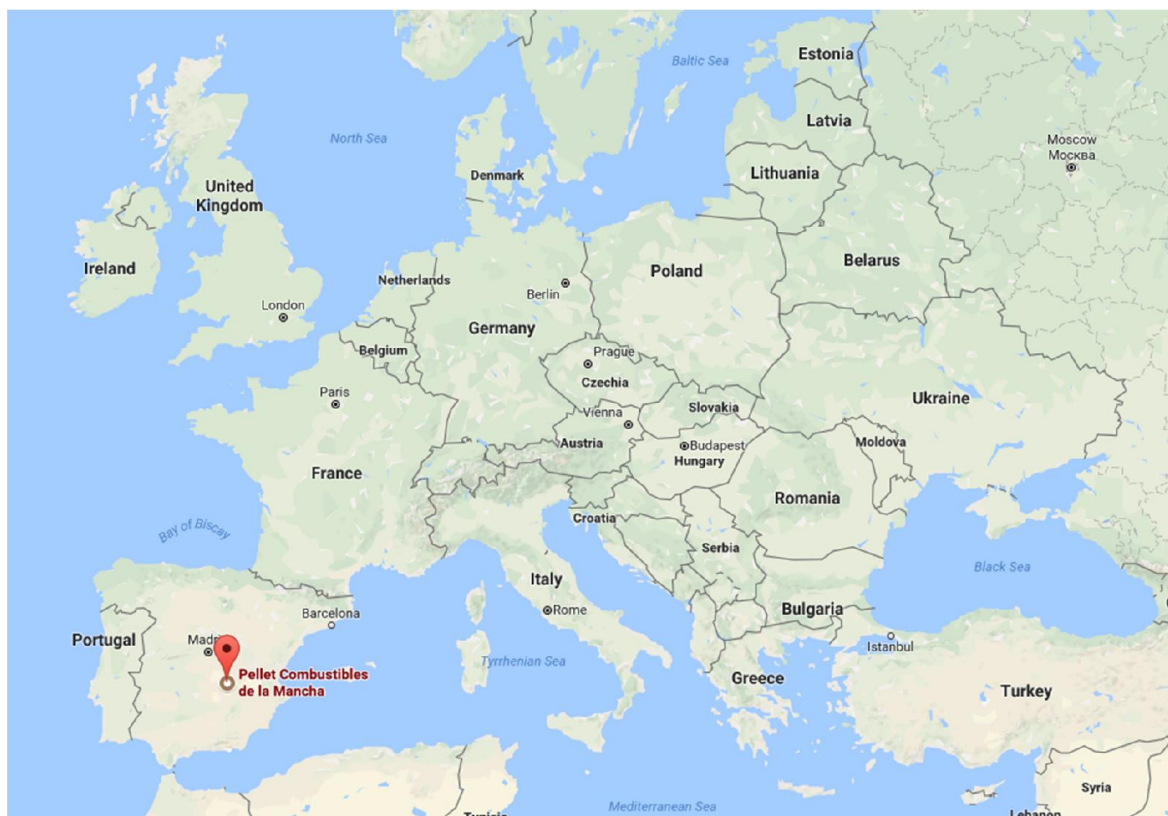 Baltic Sea
Estonia
North Sea
Latvia
Moscow
Москва
Lithuania
Denmark
United
Kingdom
Ireland
Netherlands
Belarus
Poland
Berlin
London
Germany
Belgium
Prague
Czechia
Paris
Ukraine
Slovakia
Vienna
Austria
Budapest
Hungary
Moldova
France
Romania
Croatia
Bay of Biscay
Serbia
Black Sea
Italy
Barcelona
Rome
Bulgaria
Portugal
Istanbul
Tyrrhenian Sea
Pellet Combustibles
de la Mancha
Greece
Turkey
Syria
Mediterranean Sea